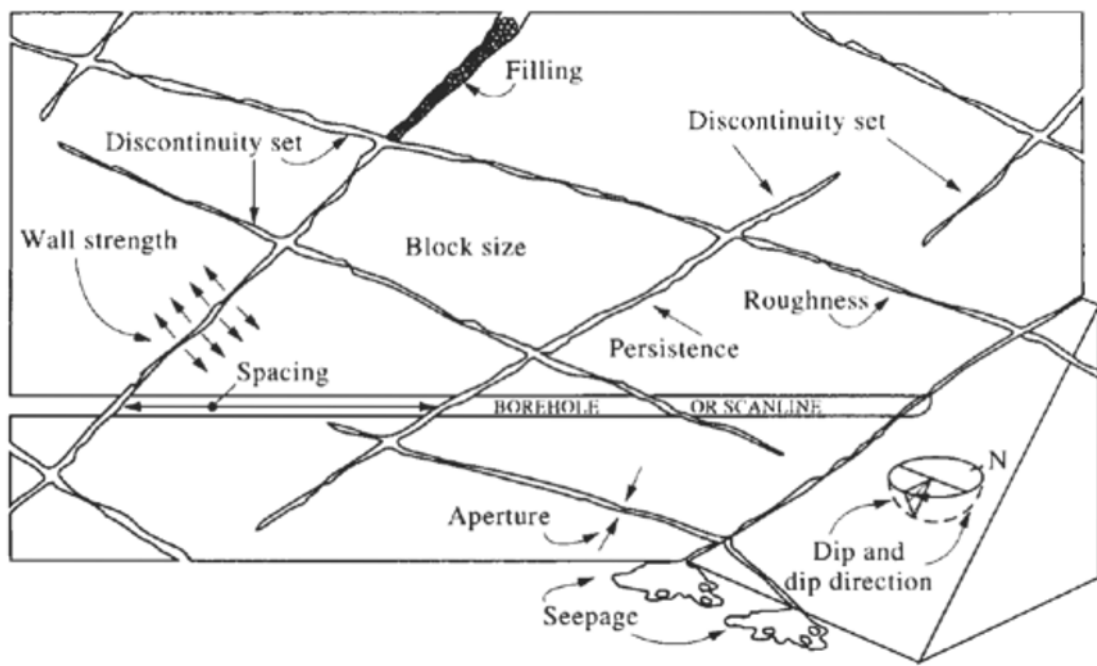 Filling
Discontinuity set
Discontinuity set
Wall strength
Block size
Roughness
Persistence
Spacing
BOREHOLE OR SCANLINE
N
Aperture
Dip and
dip direction
Seepage